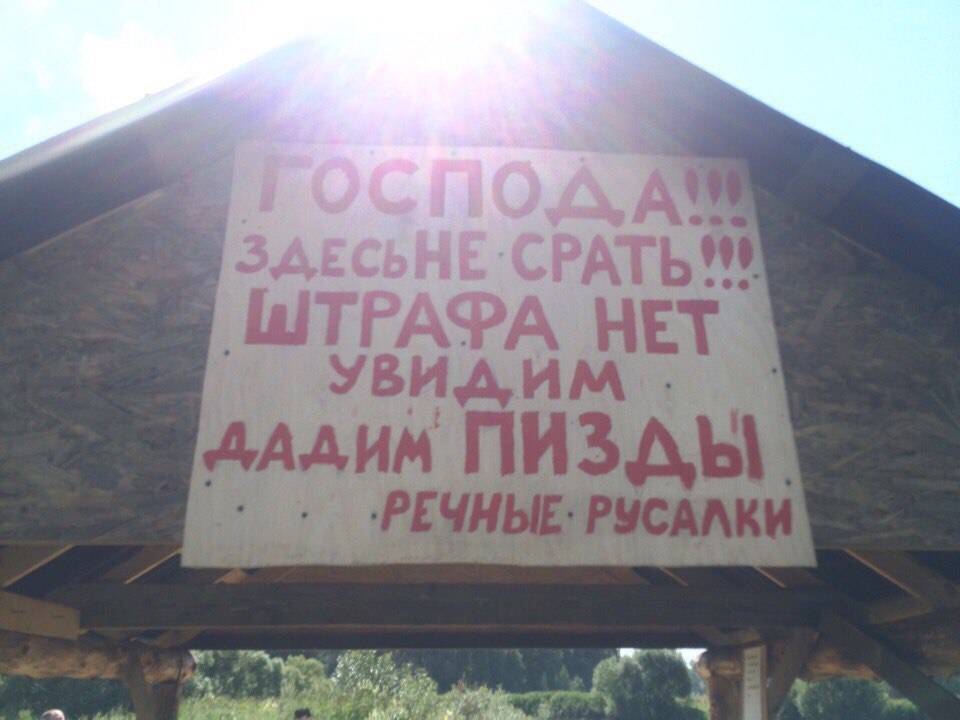 ГОСПОДА!!!
ЗДЕСЬ НЕ СРАТЬ!!!
ШТРАФА НЕТ
УВИДИМ
ДАДИМ ПИЗДЫ
РЕЧНЫЕ РУСАЛКИ